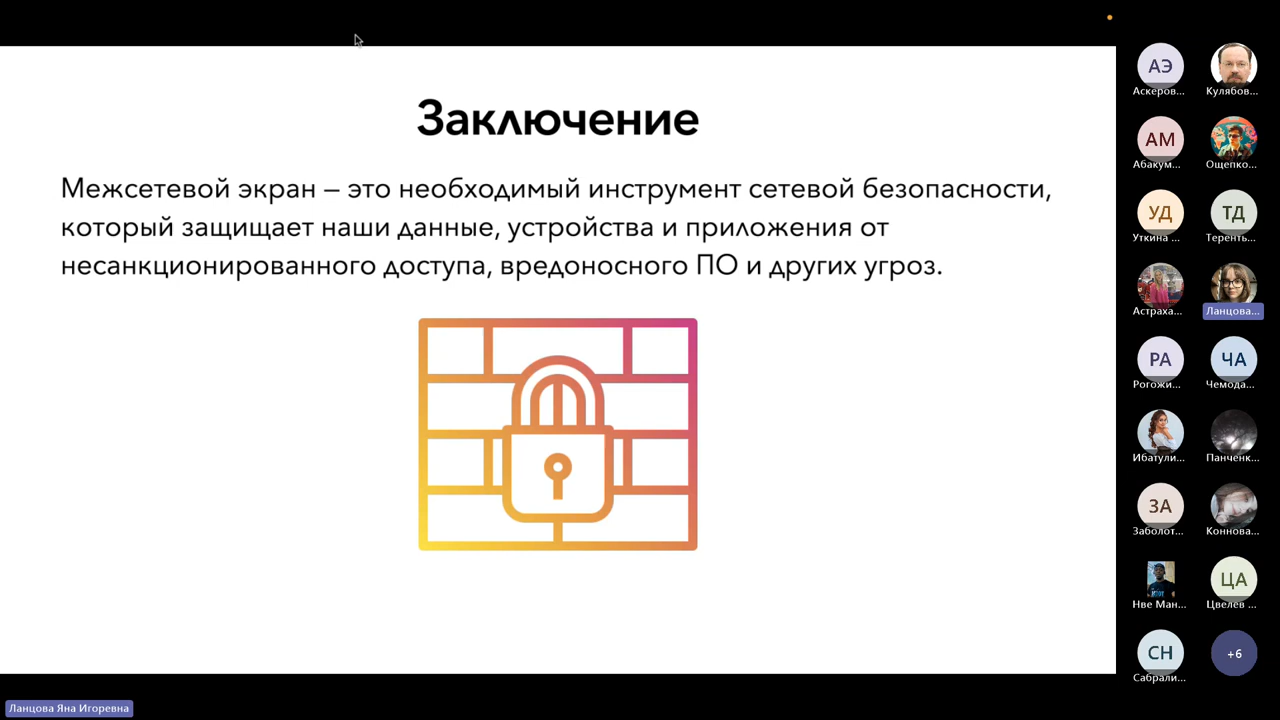 Заключение
Межсетевой экран — это необходимый инструмент сетевой безопасности,
который защищает наши данные, устройства и приложения от
несанкционированного доступа, вредоносного ПО и других угроз.
АЭ
Аскеров...
Кулябов...
АМ
Абакум...
Ощепко...
УД
Уткина ...
ТД
Теренть...
Астраха...
Ланцова...
РА
Рогожи...
ЧА
Чемода...
Ибатули...
Панченк...
ЗА
Заболот...
Коннова...
Нве Ман...
ЦА
Цвелев ...
СН
Сабрали...
+6
Ланцова Яна Игоревна